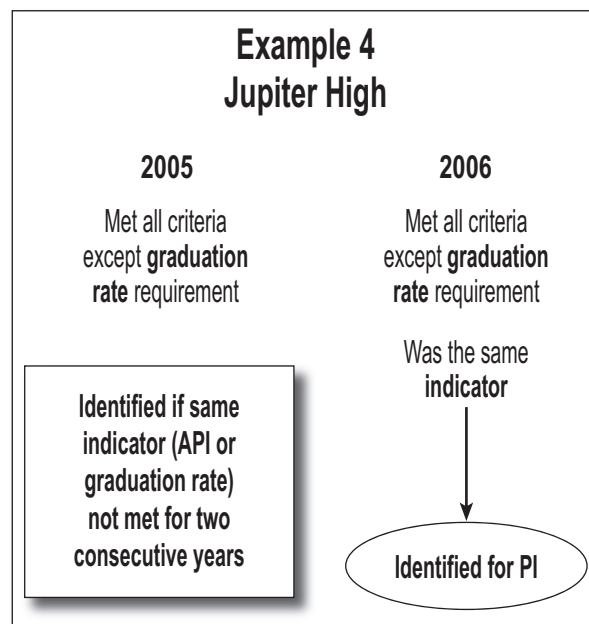 Example 4
Jupiter High
2005
Met all criteria
except graduation
rate requirement
2006
Met all criteria
except graduation
rate requirement
Was the same
indicator
Identified if same
indicator (API or
graduation rate)
not met for two
consecutive years
Identified for PI